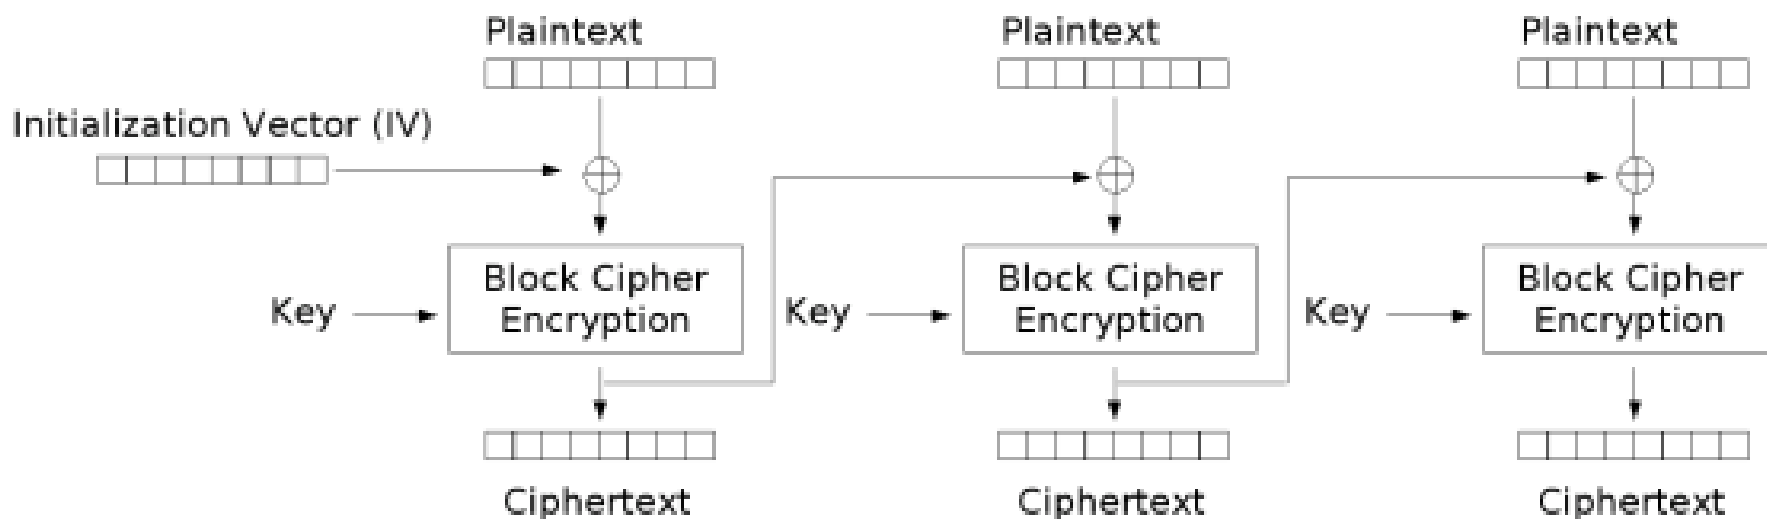 Plaintext
Plaintext
Plaintext
Initialization Vector (IV)
Key
Block Cipher
Encryption
Key
Block Cipher
Encryption
Key
Block Cipher
Encryption
Ciphertext
Ciphertext
Ciphertext